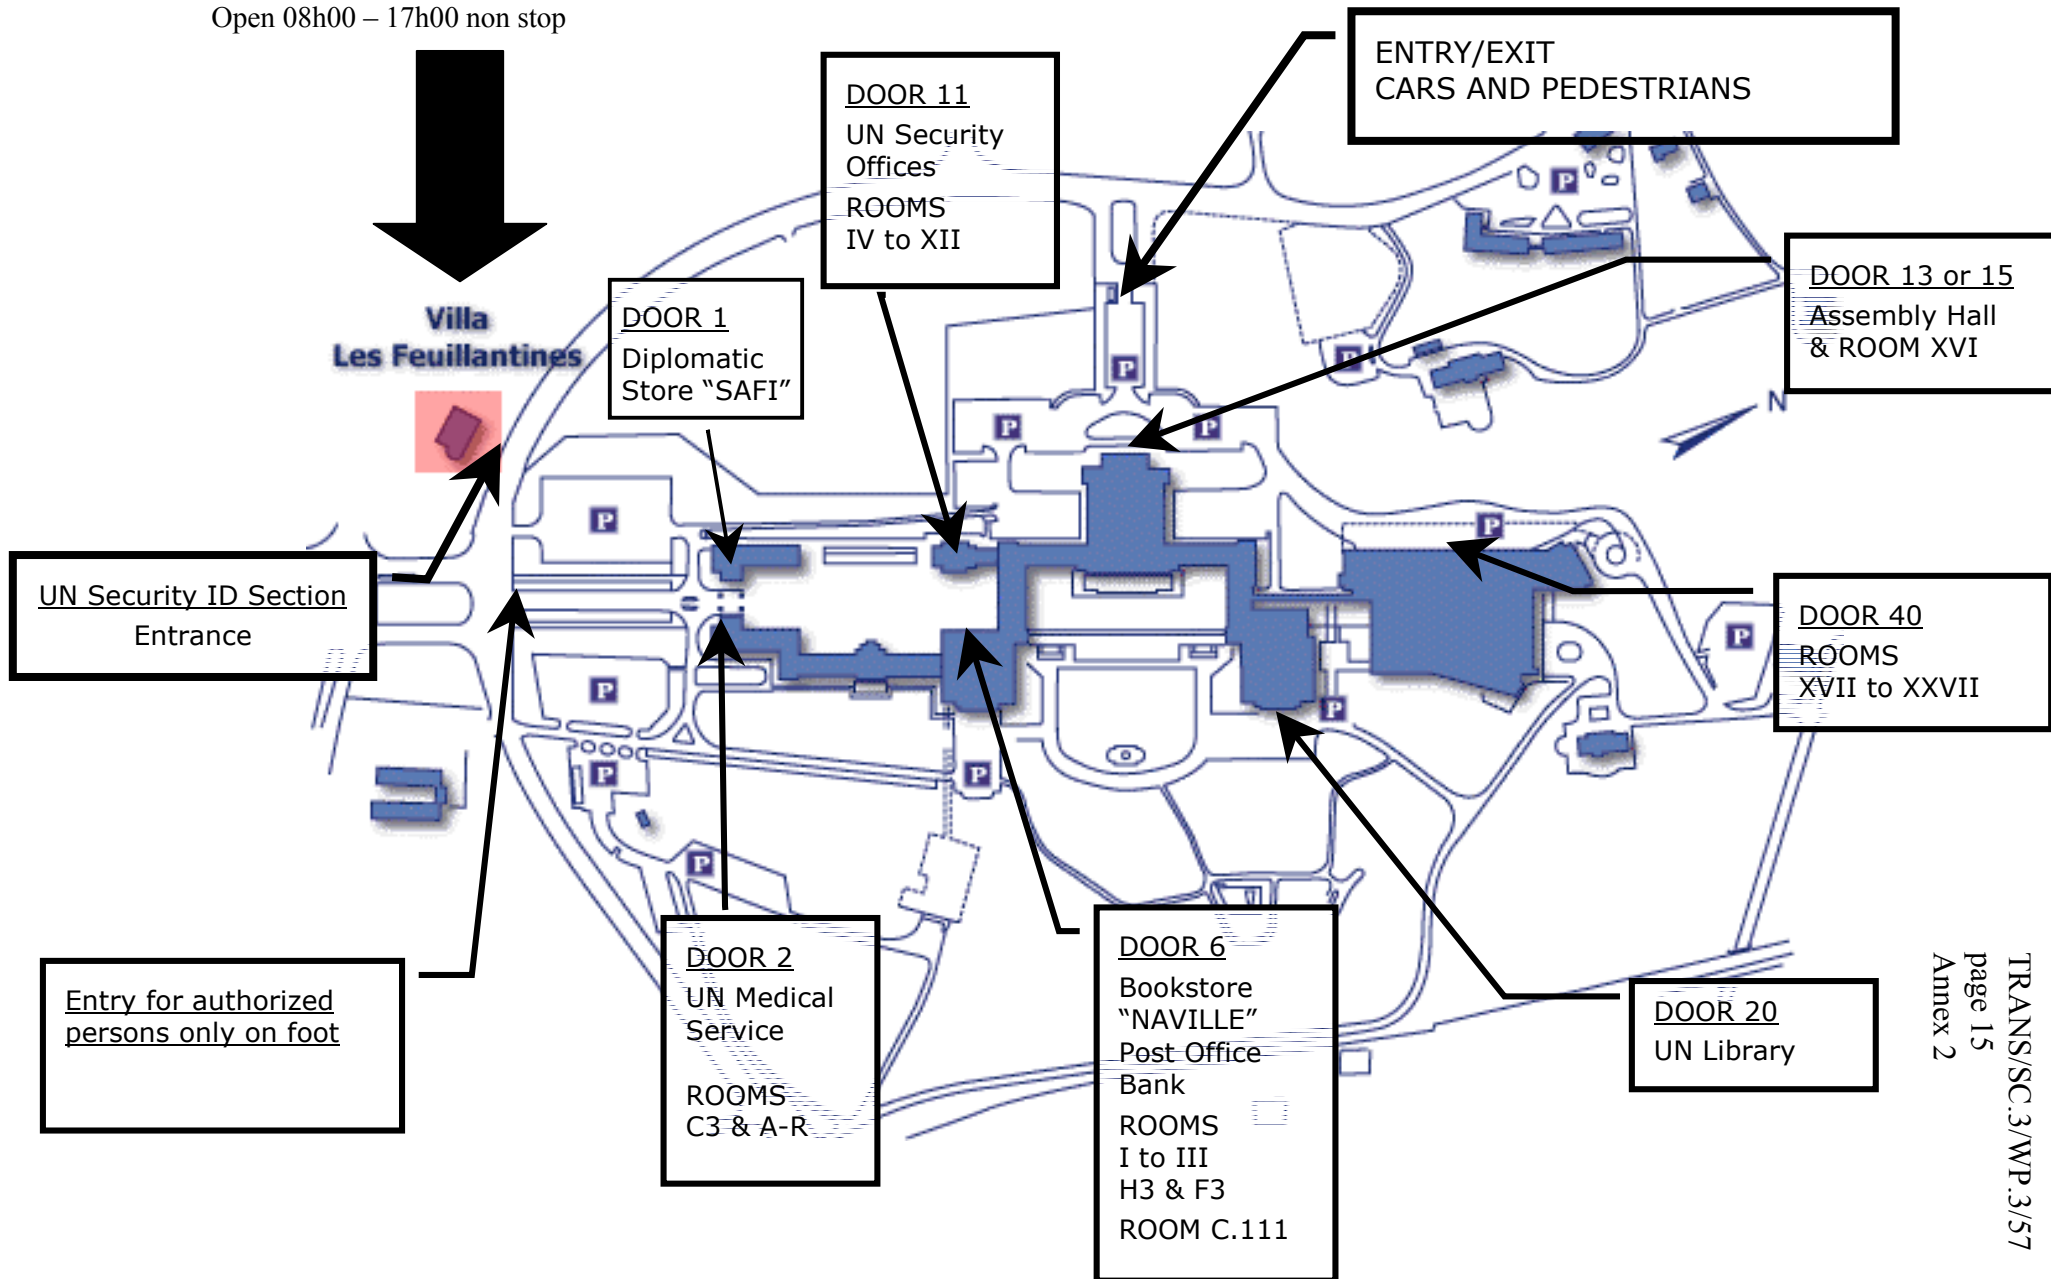 Open 08h00 – 17h00 non stop
ENTRY/EXIT
CARS AND PEDESTRIANS
DOOR 11
UN Security
Offices
ROOMS
IV to XII
DOOR 13 or 15
Assembly Hall
& ROOM XVI
DOOR 1
Diplomatic
Store “SAFI”
Villa
Les Feuillantines
N
P
P
P
P
P
P
P
P
P
P
P
P
P
UN Security ID Section
Entrance
DOOR 40
ROOMS
XVII to XXVII
Entry for authorized
persons only on foot
DOOR 2
UN Medical
Service
ROOMS
C3 & A-R
DOOR 6
Bookstore
“NAVILLE”
Post Office
Bank
ROOMS
I to III
H3 & F3
ROOM C.111
DOOR 20
UN Library
TRANS/SC.3/WP.3/57
page 15
Annex 2